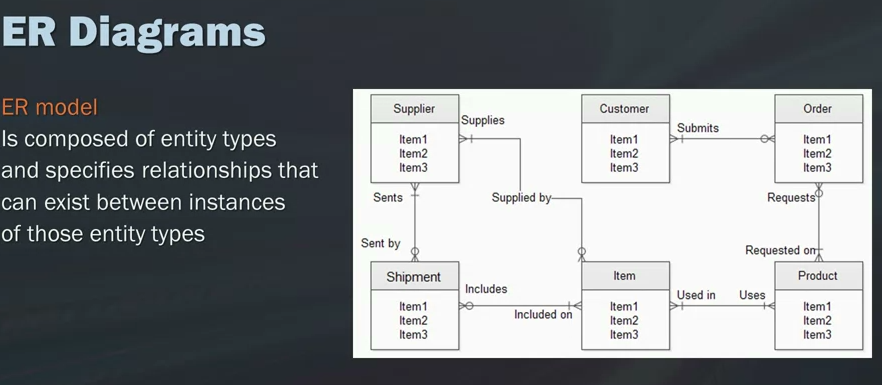 ER Diagrams
ER model
Is composed of entity types
and specifies relationships that
can exist between instances
of those entity types
Supplier
Item1
Item2
Item3
Supplies
Customer
Item1
Item2
Item3
Submits
Order
Item1
Item2
Item3
Sents
Supplied by
Requests
Sent by
Requested on
Shipment
Item1
Item2
Item3
Includes
Included on
Item
Item1
Item2
Item3
Used in
Uses
Product
Item1
Item2
Item3